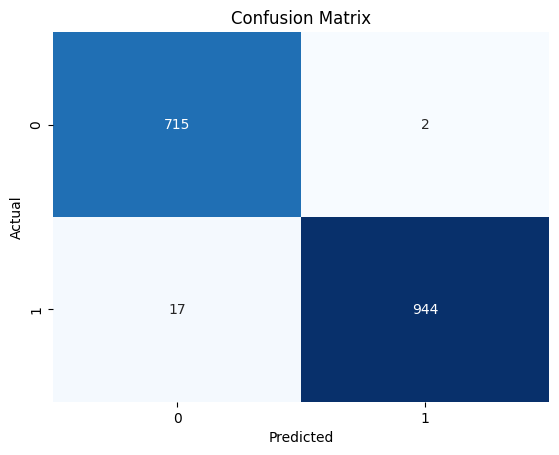 Confusion Matrix
Actual
0
715
2
1
17
944
0
1
Predicted